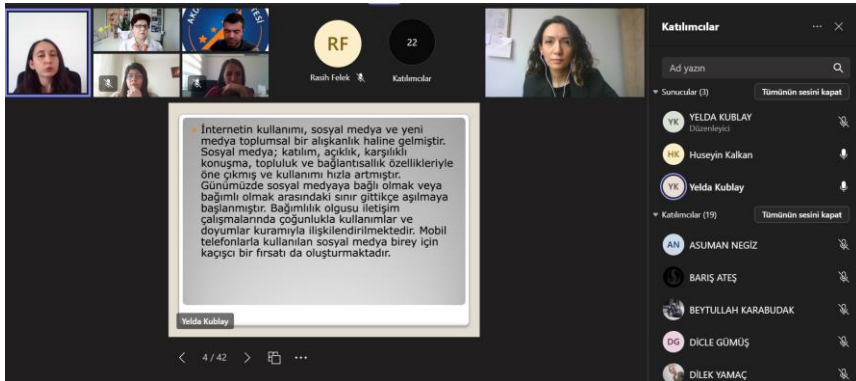 AKD
TESİ
RF
Rasih Felek
22
Katılımcılar
İnternetin kullanımı, sosyal medya ve yeni
medya toplumsal bir alışkanlık haline gelmiştir.
Sosyal medya; katılım, açıklık, karşılıklı
konuşma, topluluk ve bağlantısallık özellikleriyle
öne çıkmış ve kullanımı hızla artmıştır.
Günümüzde sosyal medyaya bağlı olmak veya
bağımlı olmak arasındaki sınır gittikçe aşılmaya
başlanmıştır. Bağımlılık olgusu iletişim
çalışmalarında çoğunlukla kullanımlar ve
doyumlar kuramıyla ilişkilendirilmektedir. Mobil
telefonlarla kullanılan sosyal medya birey için
kaçışcı bir fırsatı da oluşturmaktadır.
Yelda Kublay
4 / 42
Katılımcılar
Ad yazın
Sunucular (3)
Tümünün sesini kapat
YK
YELDA KUBLAY
Düzenleyici
HK
Huseyin Kalkan
YK
Yelda Kublay
Katılımcılar (19)
Tümünün sesini kapat
AN
ASUMAN NEGİZ
BARIŞ ATEŞ
BEYTULLAH KARABUDAK
DG
DİCLE GÜMÜŞ
DİLEK YAMAÇ